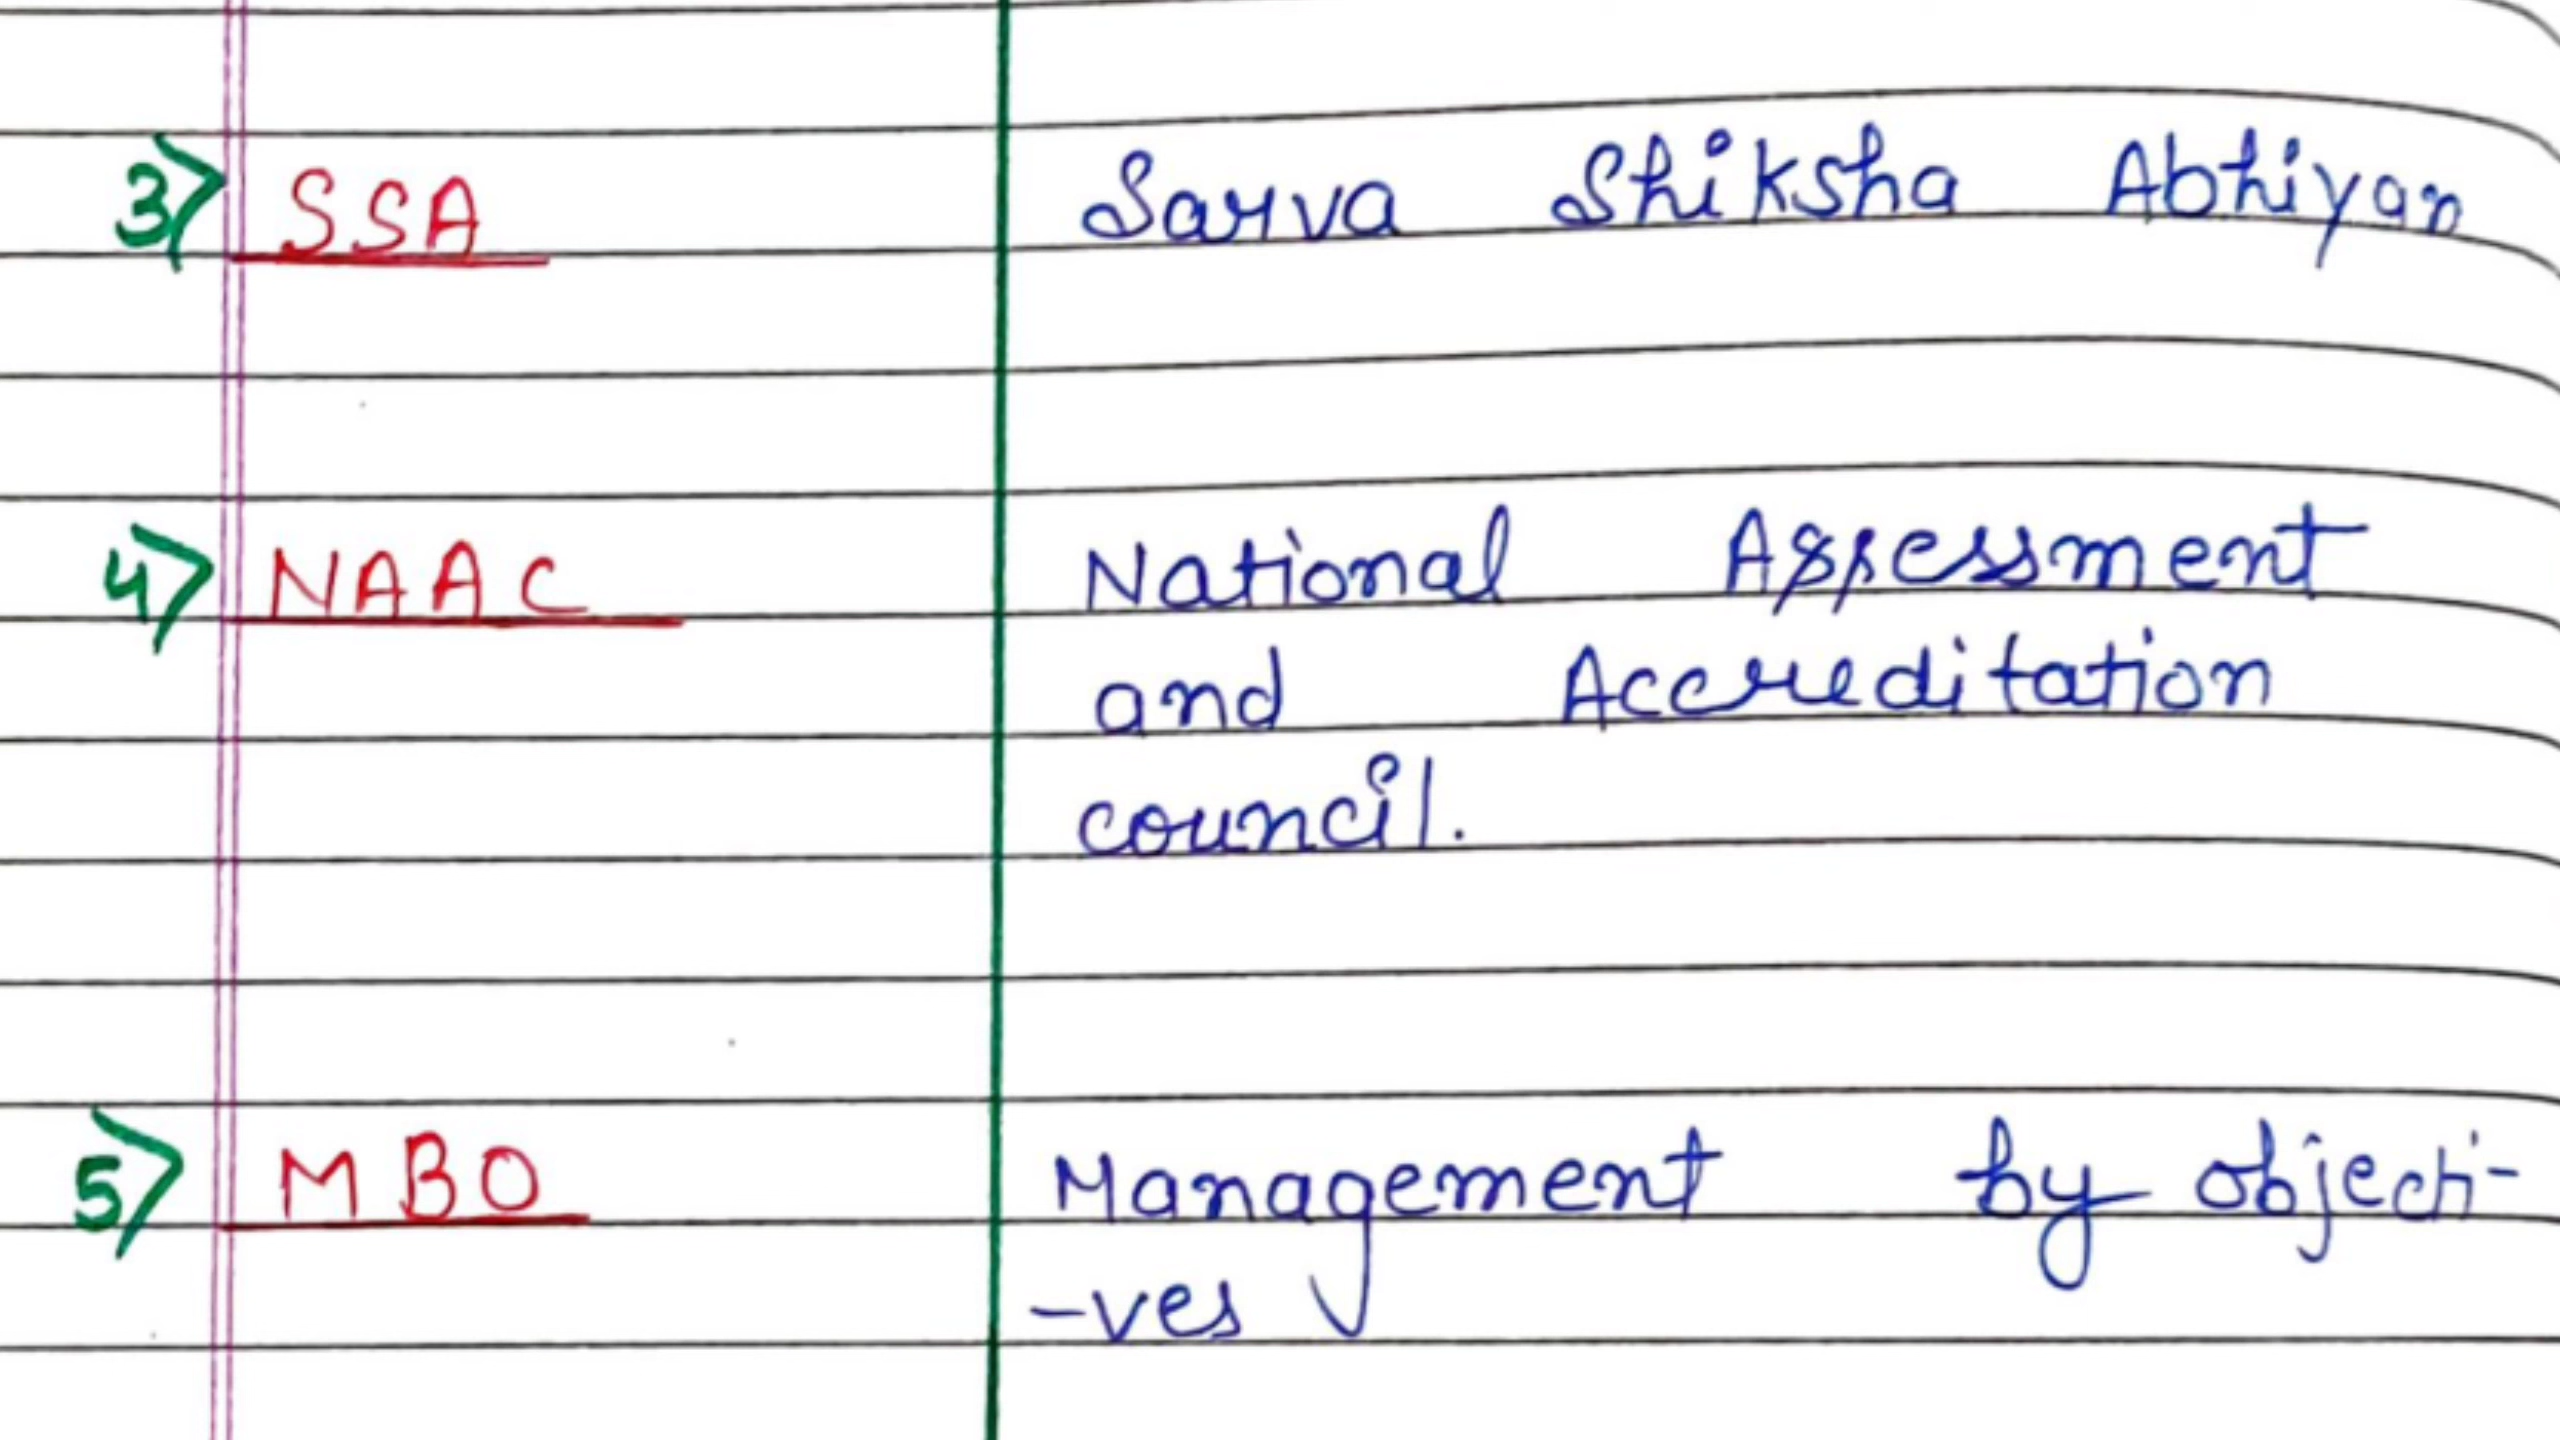 3> SSA Sarva Shiksha Abhiyan
4> NAAC National Assessment
and Accreditation
council.
5> MBO Management by objecti-
-ves